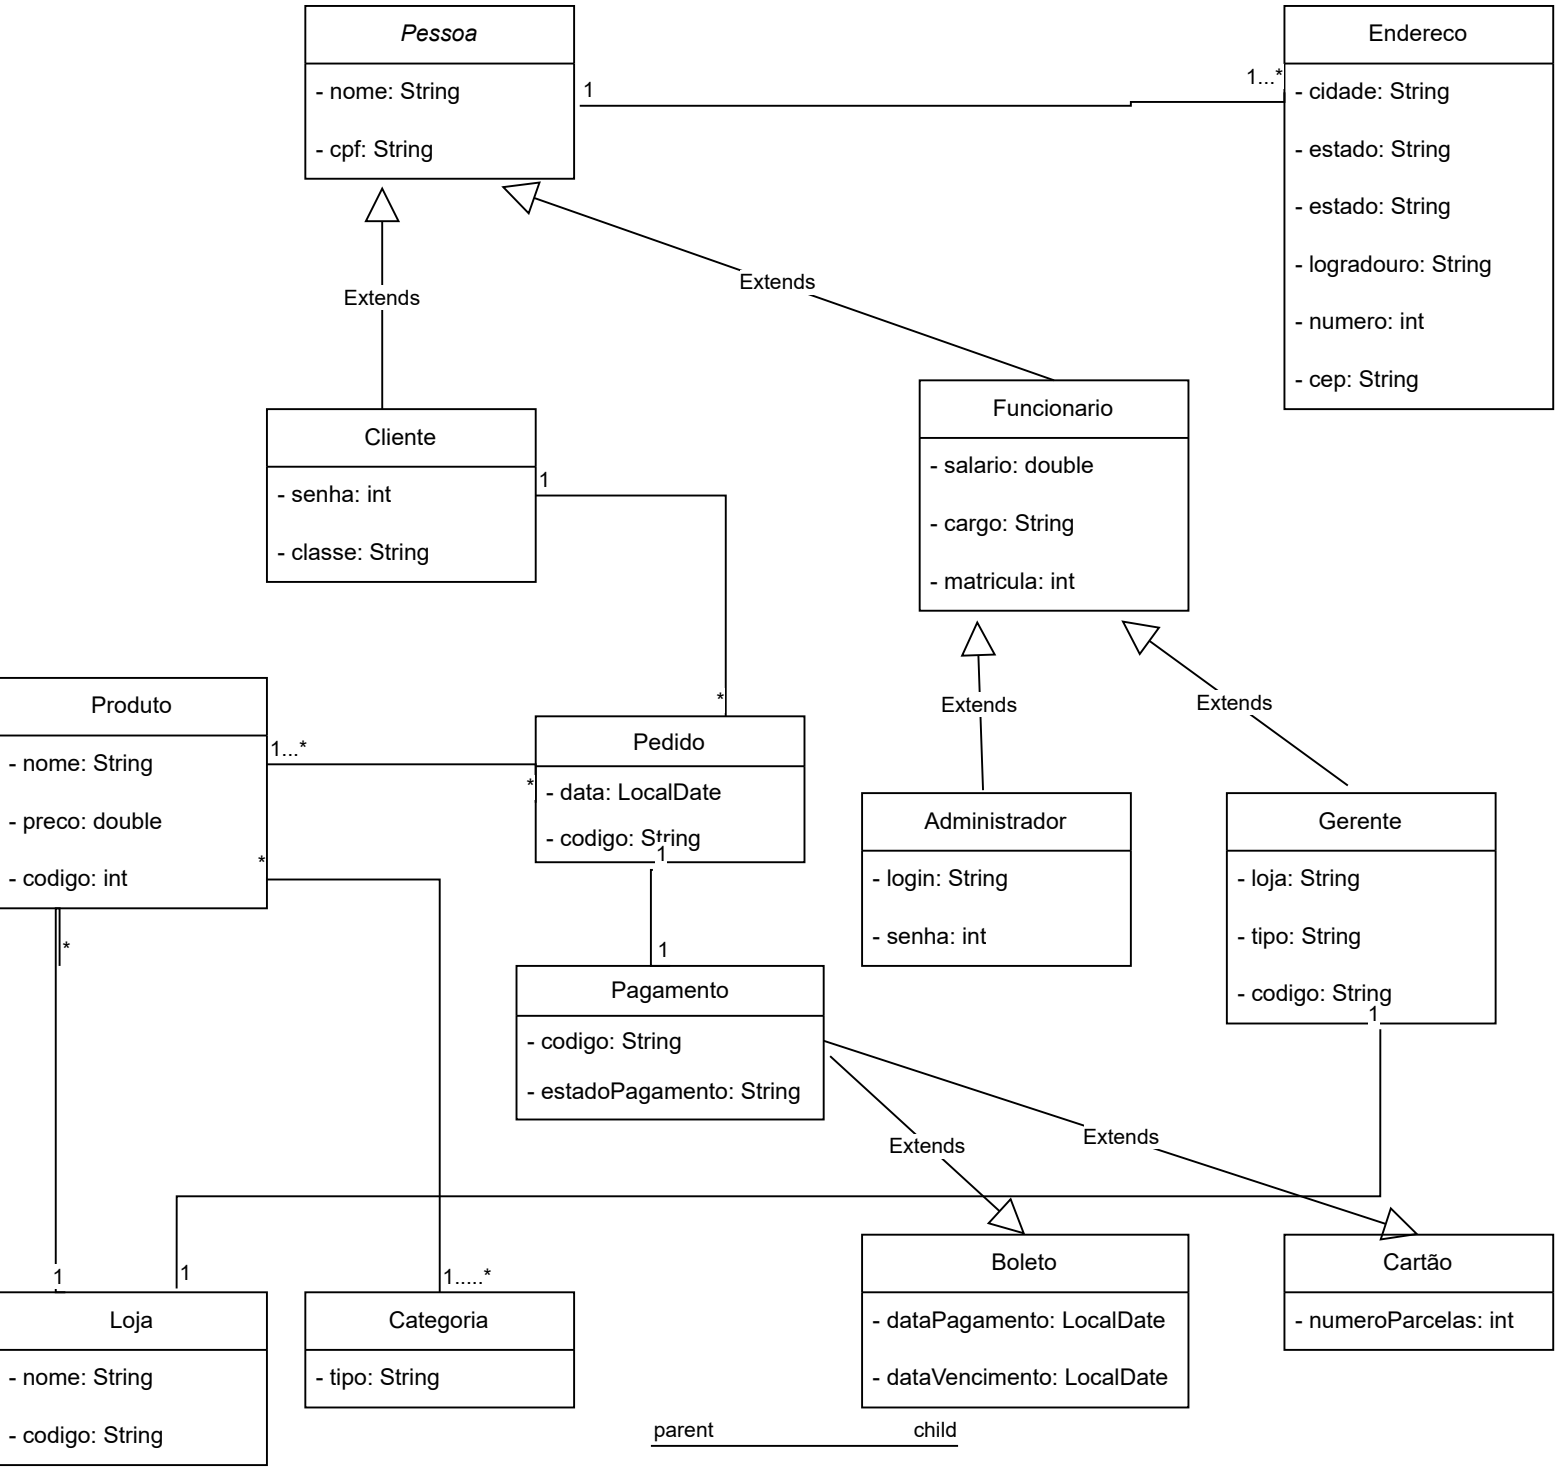 Pessoa
- nome: String
- cpf: String
1
1...*
Endereco
- cidade: String
- estado: String
- estado: String
- logradouro: String
- numero: int
- cep: String
Extends
Extends
Cliente
- senha: int
- classe: String
1
*
Funcionario
- salario: double
- cargo: String
- matricula: int
Extends
Extends
Produto
- nome: String
- preco: double
- codigo: int
1...*
*
*
*
Pedido
- data: LocalDate
- codigo: String
1
1
Administrador
- login: String
- senha: int
Gerente
- loja: String
- tipo: String
- codigo: String
1
Pagamento
- codigo: String
- estadoPagamento: String
Extends
Extends
1
1
1.....*
Loja
- nome: String
- codigo: String
Categoria
- tipo: String
Boleto
- dataPagamento: LocalDate
- dataVencimento: LocalDate
Cartão
- numeroParcelas: int
parent child